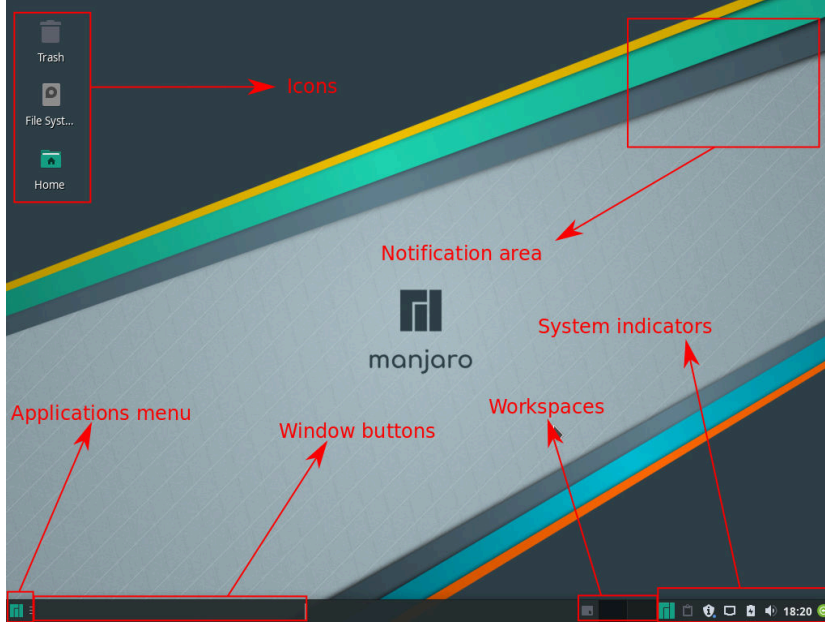 Trash
Icons
File Syst...
Home
Notification area
System indicators
manjaro
Workspaces
Applications menu
Window buttons
18:20